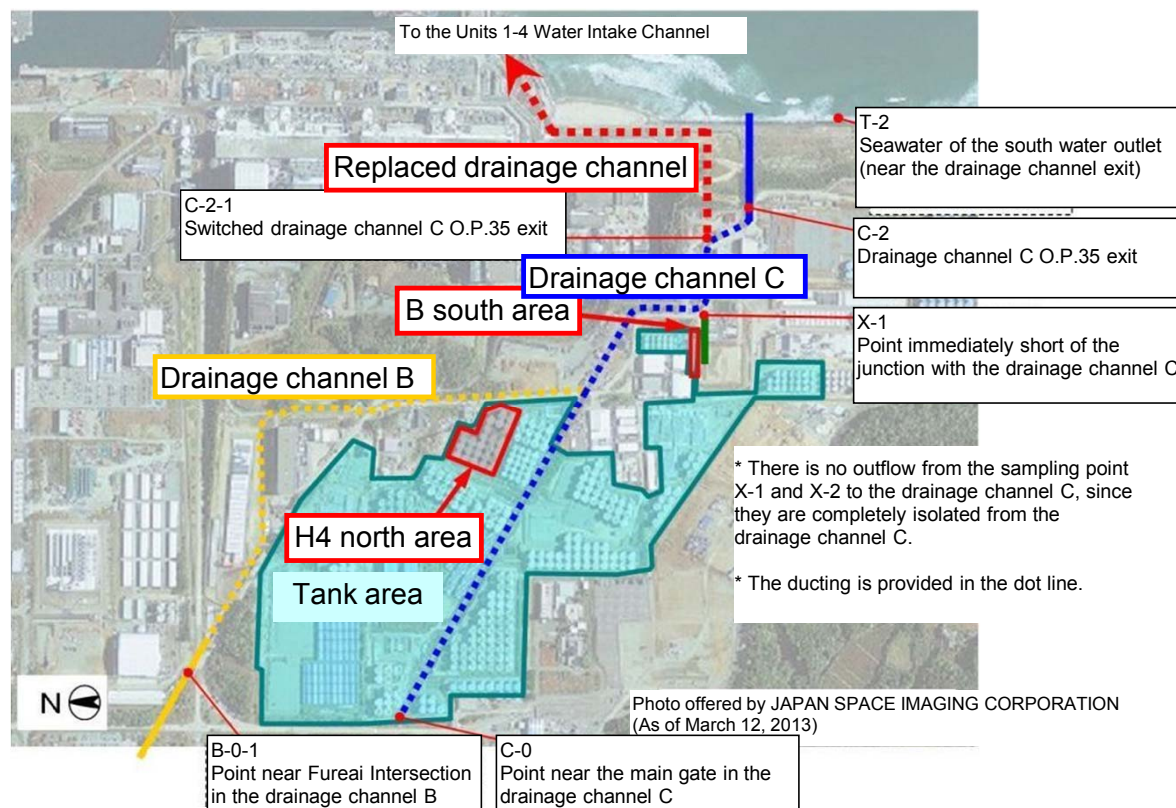 To the Units 1-4 Water Intake Channel
T-2
Seawater of the south water outlet
(near the drainage channel exit)
Replaced drainage channel
C-2-1
Switched drainage channel C O.P.35 exit
C-2
Drainage channel C O.P.35 exit
Drainage channel C
B south area
X-1
Point immediately short of the
junction with the drainage channel C
Drainage channel B
* There is no outflow from the sampling point
X-1 and X-2 to the drainage channel C, since
they are completely isolated from the
drainage channel C.
* The ducting is provided in the dot line.
H4 north area
Tank area
N
Photo offered by JAPAN SPACE IMAGING CORPORATION
(As of March 12, 2013)
B-0-1
Point near Fureai Intersection
in the drainage channel B
C-0
Point near the main gate in the
drainage channel C